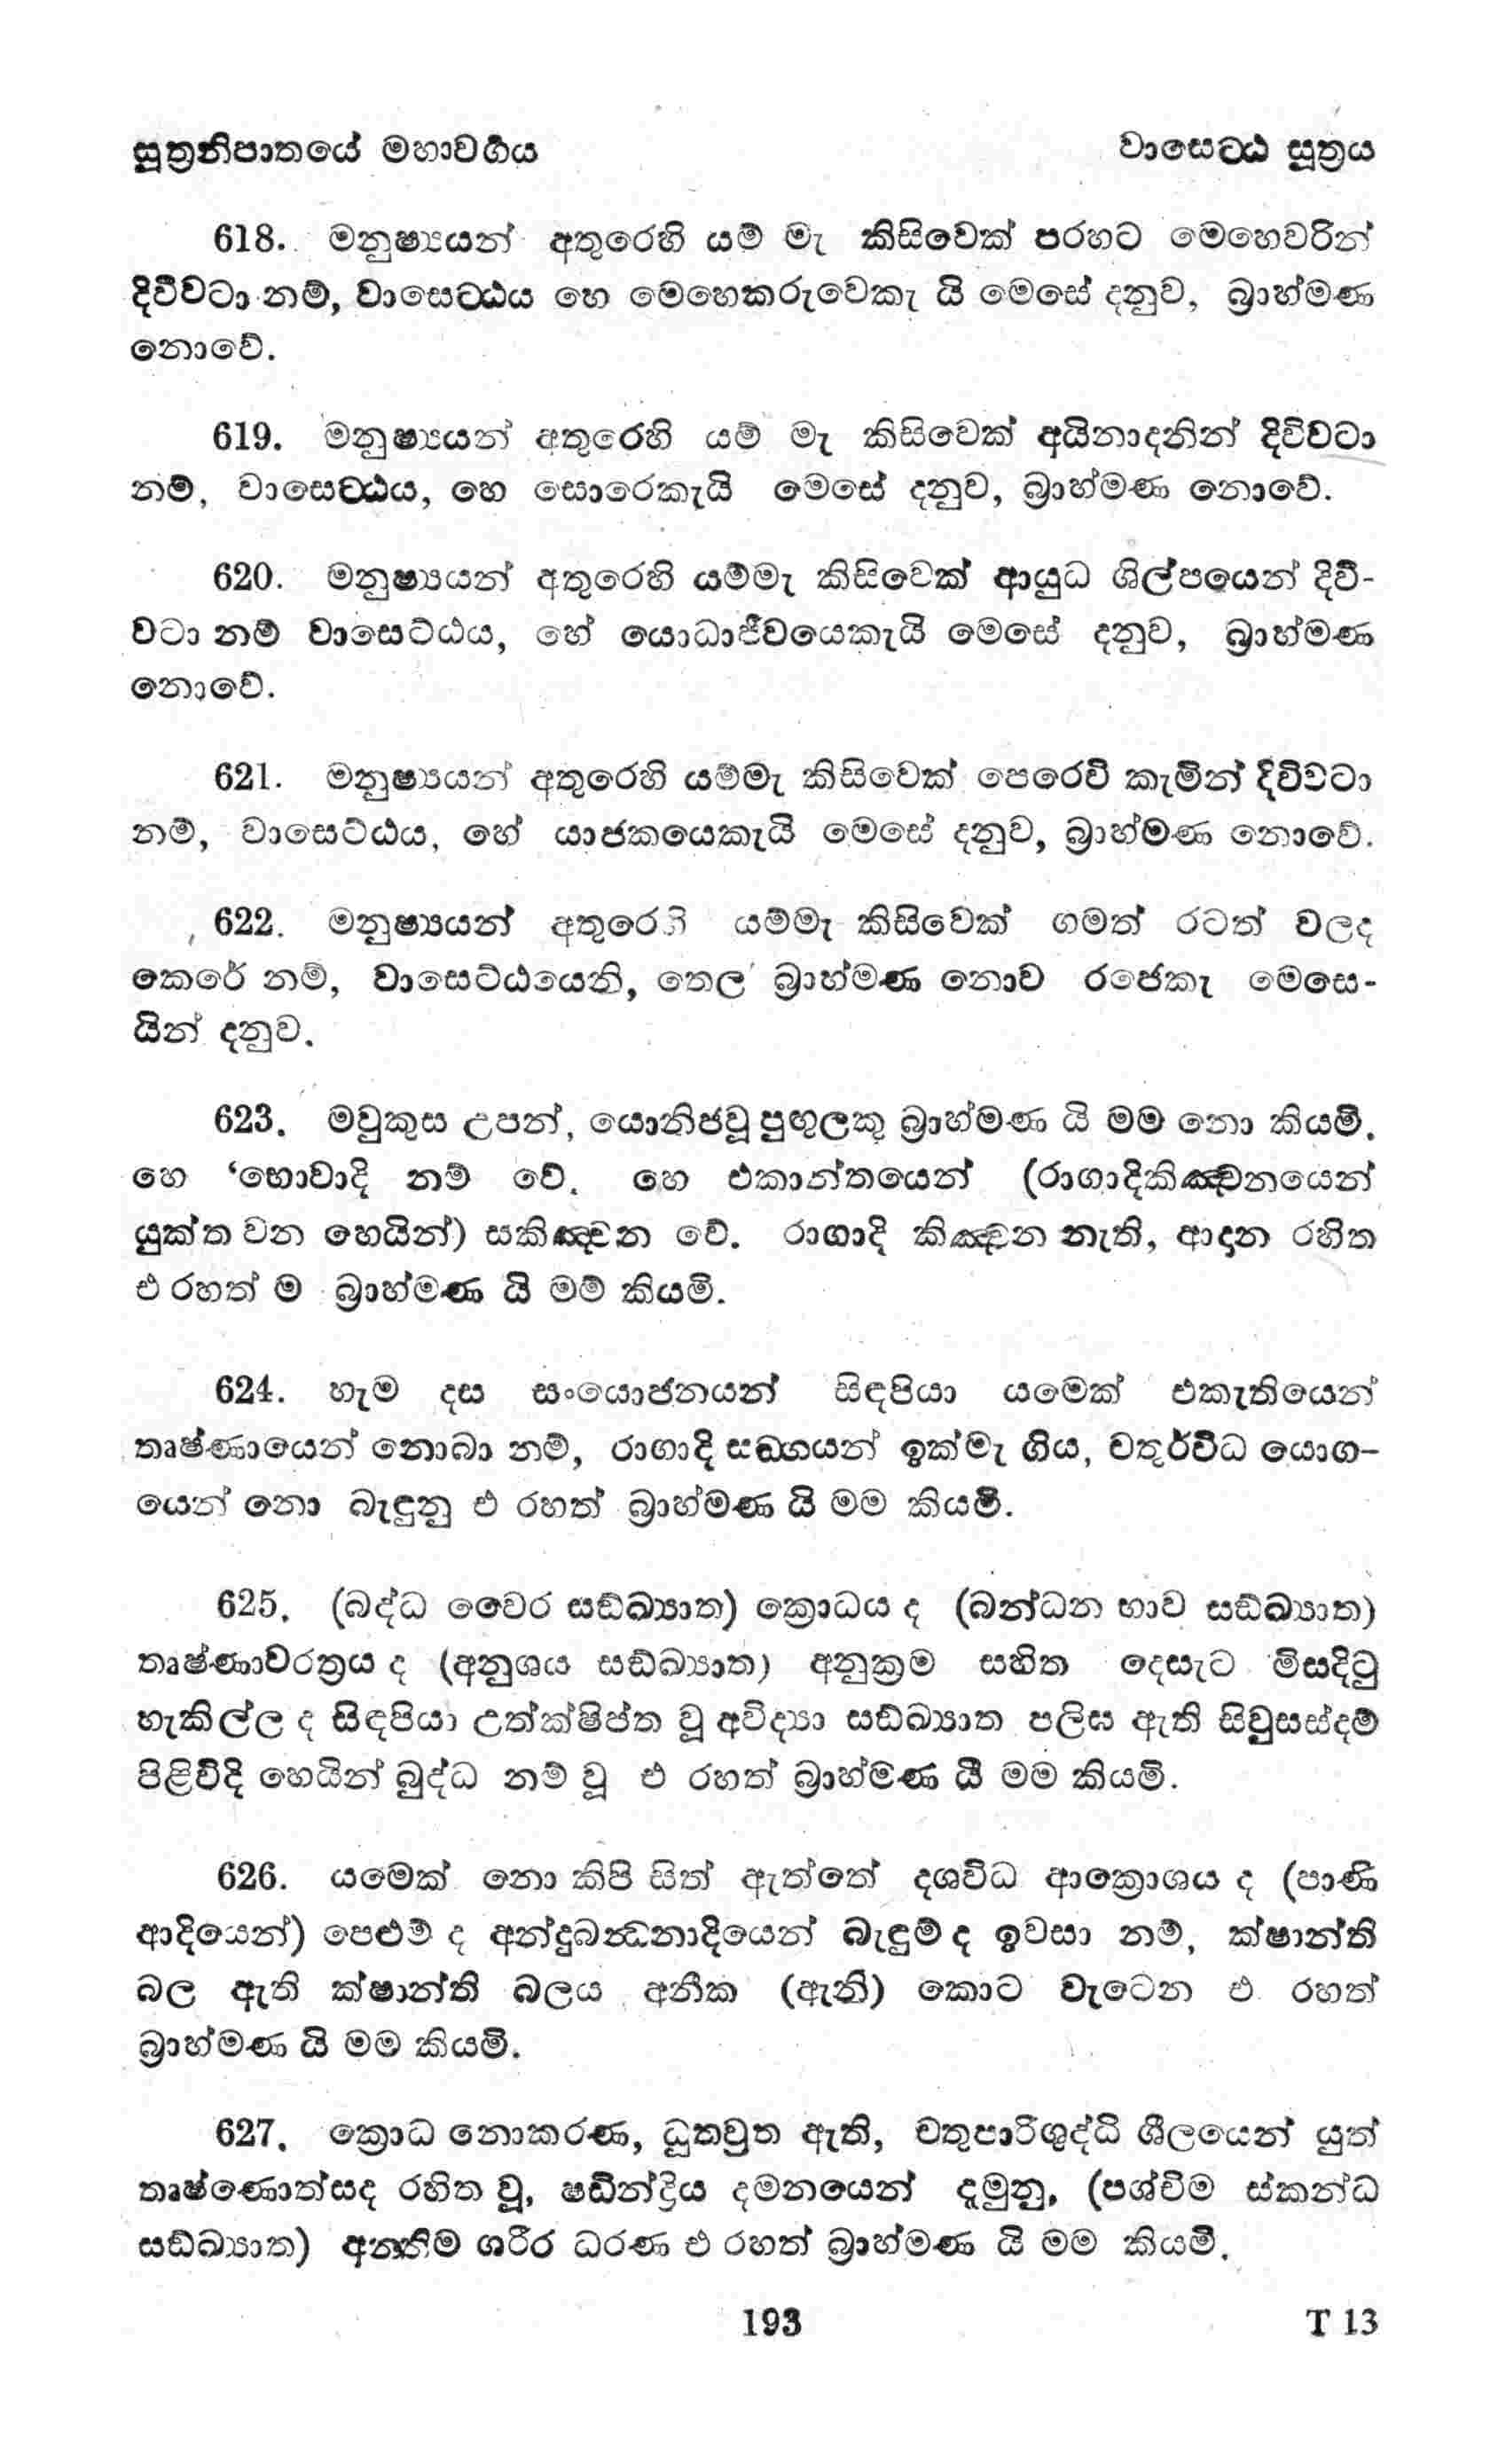 සූත්‍රනිපාතයේ මහාවර්‍ගය වාසෙට්ඨ සූත්‍රය
618. මනුෂ්‍යයන් අතුරෙහි යම් මැ කිසිවෙක් පරහට මෙහෙවරින්
දිවිවටා නම්, වාසෙට්ඨය හෙ මෙහෙකරුවෙකැ යි මෙසේ දනුව, බ්‍රාහ්මණ
නොවේ.
619. මනුෂ්‍යයන් අතුරෙහි යම් මැ කිසිවෙක් අයිනාදනින් දිවිවටා
නම්, වාසෙට්ඨය, හෙ සොරෙකැයි මෙසේ දනුව, බ්‍රාහ්මණ නොවේ.
620. මනුෂ්‍යයන් අතුරෙහි යම්මැ කිසිවෙක් ආයුධ ශිල්පයෙන් දිවි-
වටා නම් වාසෙට්ඨය, හේ යොධාජීවයෙකැයි මෙසේ දනුව, බ්‍රාහ්මණ
නොවේ.
621. මනුෂ්‍යයන් අතුරෙහි යම්මැ කිසිවෙක් පෙරෙවි කැමින් දිවිවටා
නම්, වාසෙට්ඨය, හේ යාජකයෙකැයි මෙසේ දනුව, බ්‍රාහ්මණ නොවේ.
622. මනුෂ්‍යයන් අතුරෙහි යම්මැ කිසිවෙක් ගමත් රටත් වලද
කෙරේ නම්, වාසෙට්ඨයෙනි, තෙල බ්‍රාහ්මණ නොව රජෙකැ මෙසෙ-
යින් දනුව.
623. මවුකුස උපන්, යොනිජවූ පුඟුලකු බ්‍රාහ්මණ යි මම නො කියමි.
හෙ ‘භොවාදි නම් වේ. හෙ එකාන්තයෙන් (රාගාදිකිඤ්චනයෙන්
යුක්ත වන හෙයින්) සකිඤ්චන වේ. රාගාදි කිඤ්චන නැති, ආදාන රහිත
එ රහත් ම බ්‍රාහ්මණ යි මම් කියමි.
624. හැම දස සංයොජනයන් සිඳපියා යමෙක් එකැතියෙන්
තෘෂ්ණායෙන් නොබා නම්, රාගාදි සඞ්ගයන් ඉක්මැ ගිය, චතුර්විධ යොග-
යෙන් නො බැඳුනු එ රහත් බ්‍රාහ්මණ යි මම කියමි.
625. (බද්ධ වෛර සඞ්ඛ්‍යාත) ක්‍රොධය ද (බන්ධන භාව සඞ්ඛ්‍යාත)
තෘෂ්ණාවරත්‍රය ද (අනුශය සඞ්ඛ්‍යාත) අනුක්‍රම සහිත දෙසැට මිසදිටු
හැකිල්ල ද සිඳපියා උත්ක්ෂිප්ත වූ අවිද්‍යා සඞ්ඛ්‍යාත පලිඝ ඇති සිවුසස්දම්
පිළිවිදි හෙයින් බුද්ධ නම් වූ එ රහත් බ්‍රාහ්මණ යි මම කියමි.
626. යමෙක් නො කිපි සිත් ඇත්තේ දශවිධ ආක්‍රොශය ද (පාණි
ආදියෙන්) පෙළුම් ද අන්දුබන්‍ධනාදියෙන් බැඳුම් ද ඉවසා නම්, ක්ෂාන්ති
බල ඇති ක්ෂාන්ති බලය අනීක (ඇනි) කොට වැටෙන එ රහත්
බ්‍රාහ්මණ යි මම කියමි.
627. ක්‍රොධ නොකරණ, ධුතවුත ඇති, චතුපාරිශුද්ධි ශීලයෙන් යුත්
තෘෂ්ණොත්සද රහිත වූ, ෂඩින්ද්‍රිය දමනයෙන් දැමුනු, (පශ්චිම ස්කන්ධ
සඞ්ඛ්‍යාත) අන්‍තිම ශරීර ධරණ එ රහත් බ්‍රාහ්මණ යි මම කියමි.
193 T 13